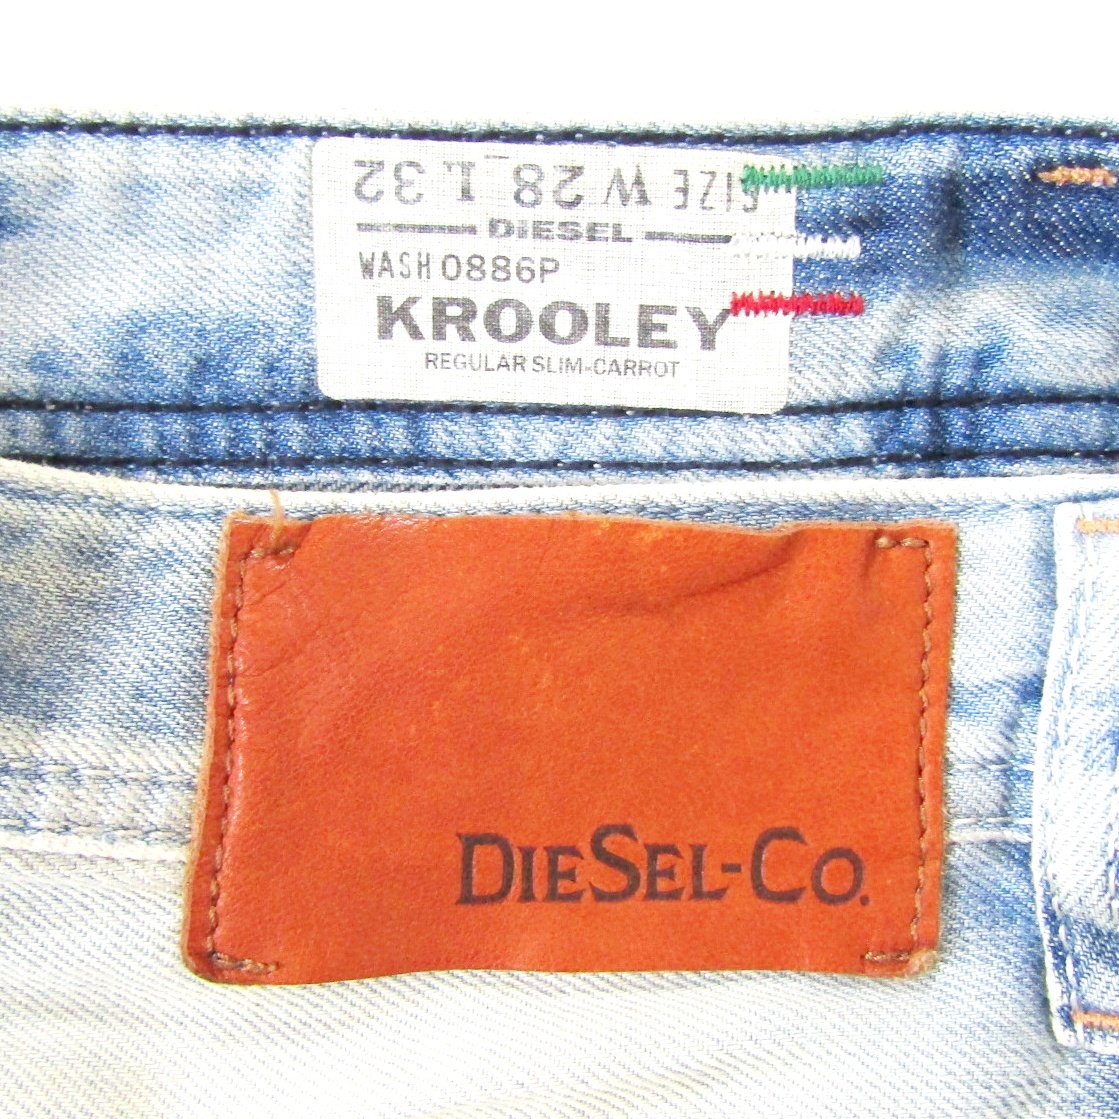 SIZE W 28 L 32
DIESEL
WASH 0886P
KROOLEY
REGULAR SLIM-CARROT
DIESEL-CO.